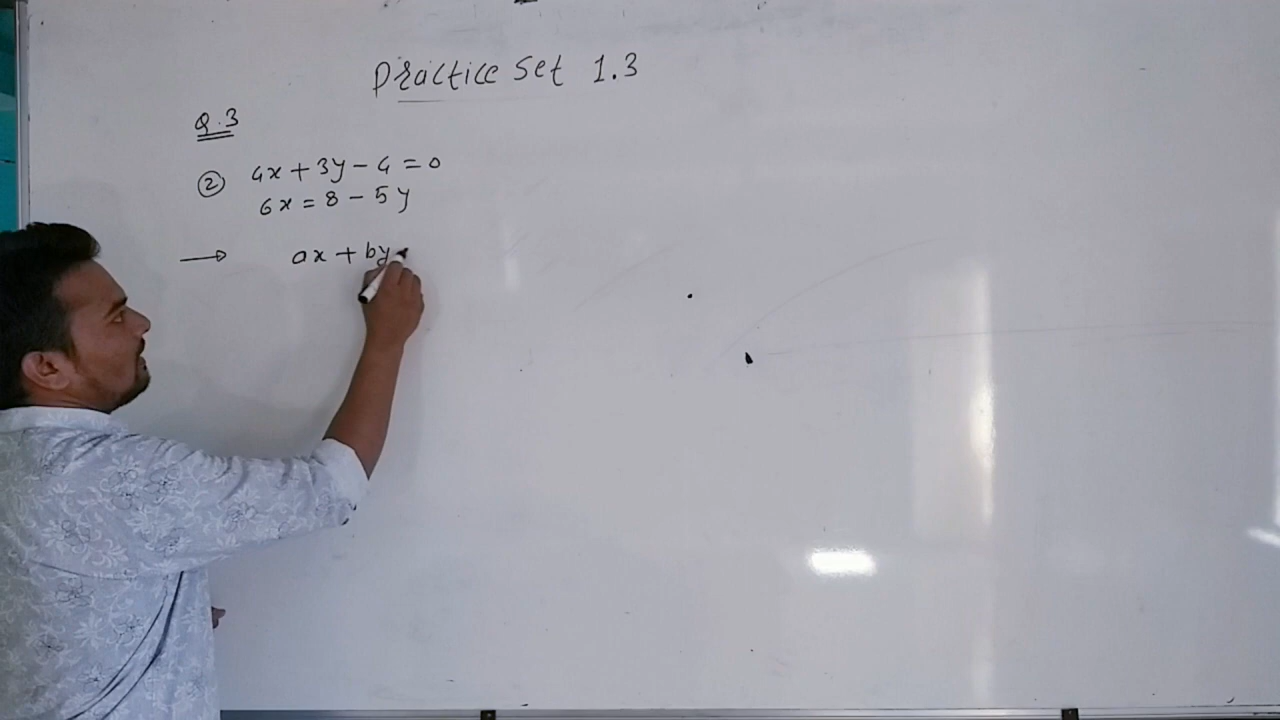 Practice Set 1.3
Q.3
② 4x + 3y - 4 = 0
6x = 8 - 5y
→ ax + by